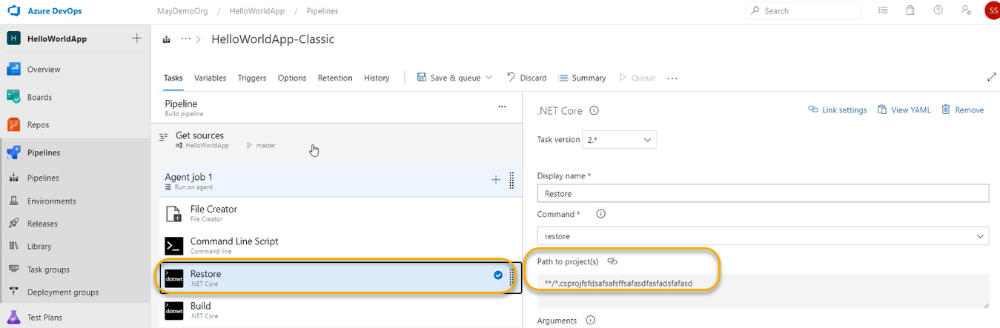 Azure DevOps
MayDemoOrg / HelloWorldApp / Pipelines
Search
SS
H HelloWorldApp
Overview
Boards
Repos
Pipelines
Pipelines
Environments
Releases
Library
Task groups
Deployment groups
Test Plans
··· > HelloWorldApp-Classic
Tasks Variables Triggers Options Retention History Save & queue Discard Summary Queue ···
Pipeline
Build pipeline
Get sources
HelloWorldApp master
Agent job 1
Run on agent
File Creator
File Creator
Command Line Script
Command line
dotnet Restore
.NET Core
dotnet Build
.NET Core
.NET Core
Link settings View YAML Remove
Task version 2.*
Display name *
Restore
Command *
restore
Path to project(s)
**/*.csprojfsfdsafsafsffsafasdfasfadsfafasd
Arguments